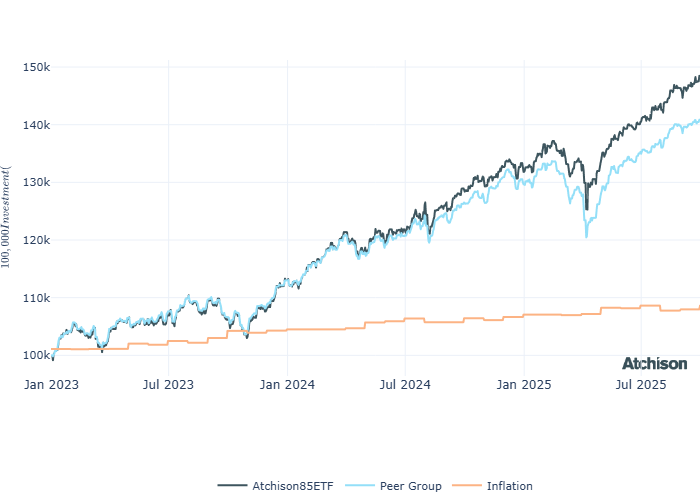 150k
140k
130k
120k
110k
100k
100,000Investment(
Jan 2023
Jul 2023
Jan 2024
Jul 2024
Jan 2025
Jul 2025
Atchison
Atchison85ETF
Peer Group
Inflation